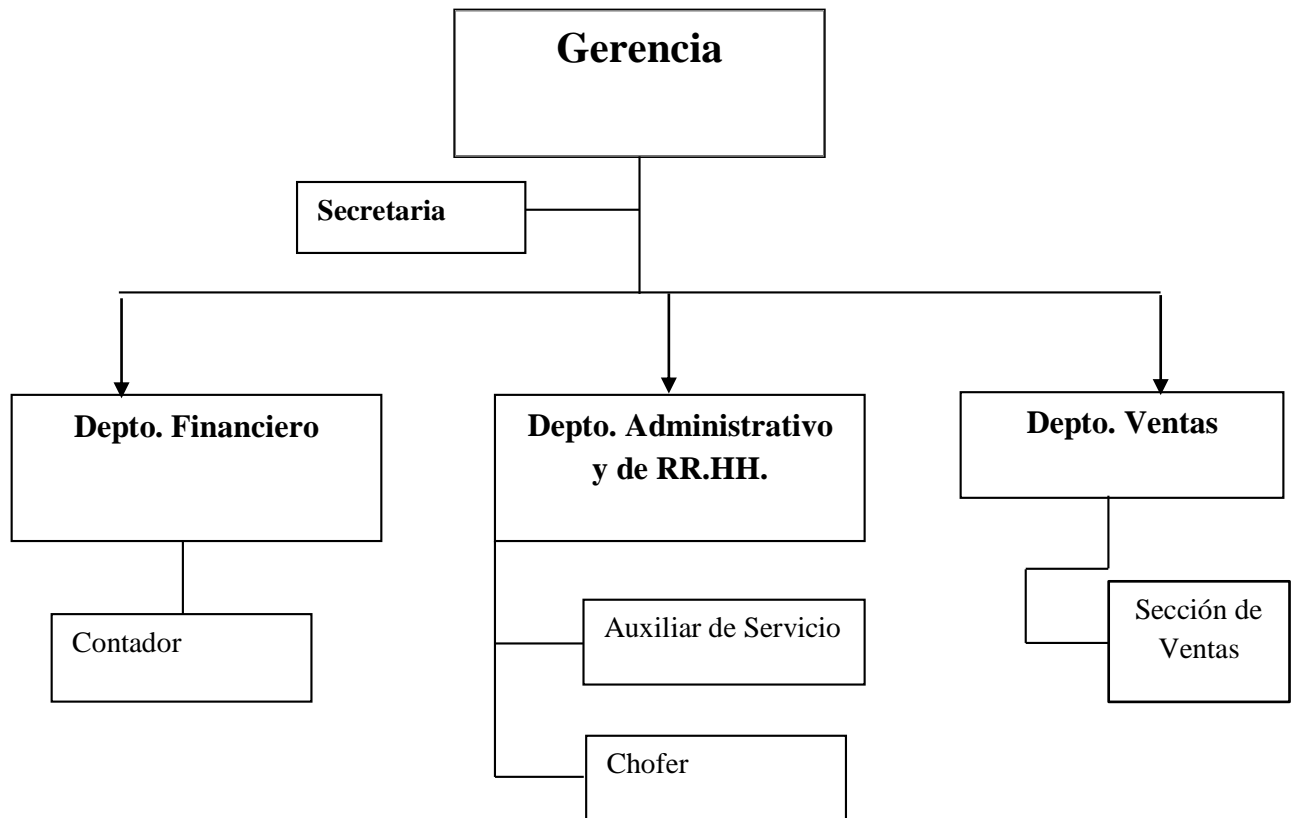 Gerencia
Secretaria
Depto. Financiero
Depto. Administrativo
y de RR.HH.
Depto. Ventas
Contador
Auxiliar de Servicio
Chofer
Sección de
Ventas